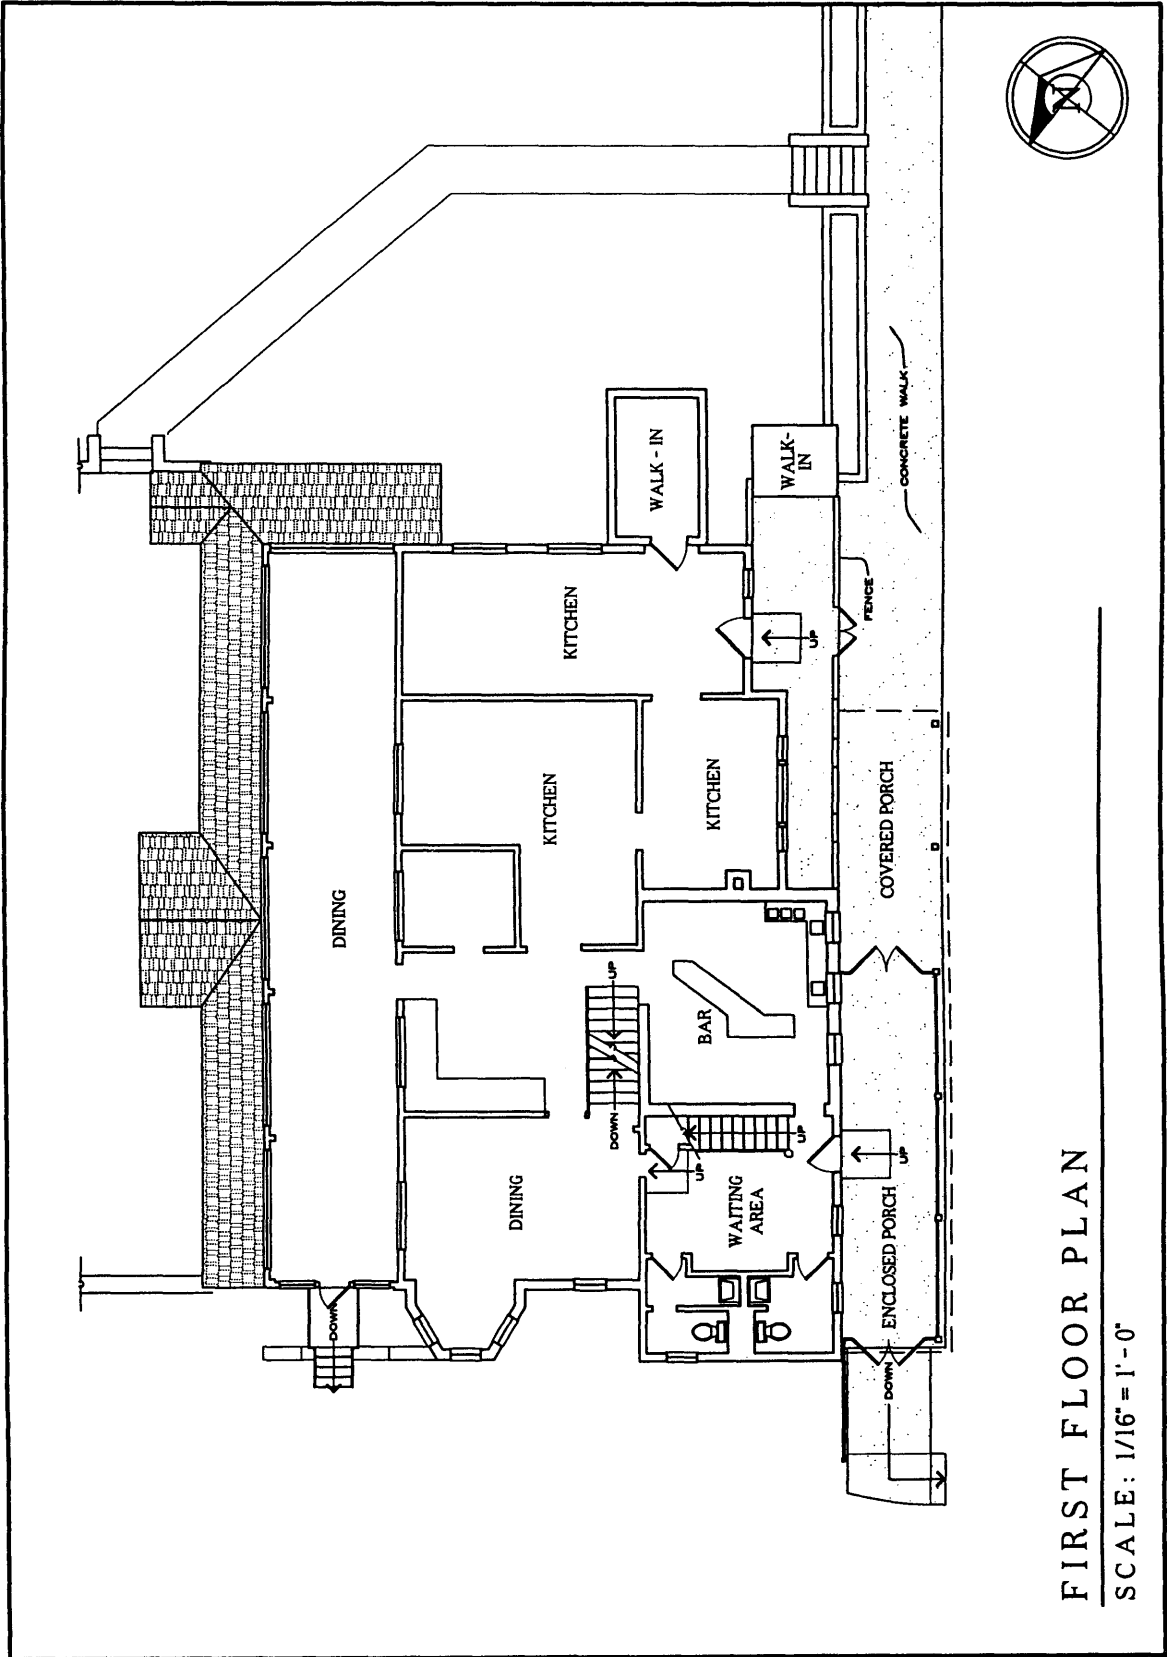 DINING
KITCHEN
WALK - IN
KITCHEN
KITCHEN
WALK-
IN
DINING
BAR
WAITING
AREA
UP
DOWN
UP
UP
UP
UP
DOWN
FENCE
CONCRETE WALK
COVERED PORCH
ENCLOSED PORCH
DOWN
N
FIRST FLOOR PLAN
SCALE: 1/16" = 1'-0"